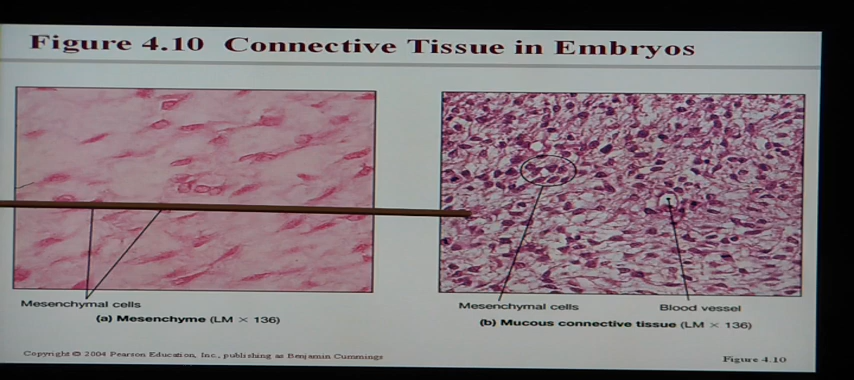 Figure 4.10 Connective Tissue in Embryos
Mesenchymal cells
(a) Mesenchyme (LM × 136)
Mesenchymal cells
Blood vessel
(b) Mucous connective tissue (LM × 136)
Copyright © 2004 Pearson Education, Inc., publishing as Benjamin Cummings
Figure 4.10